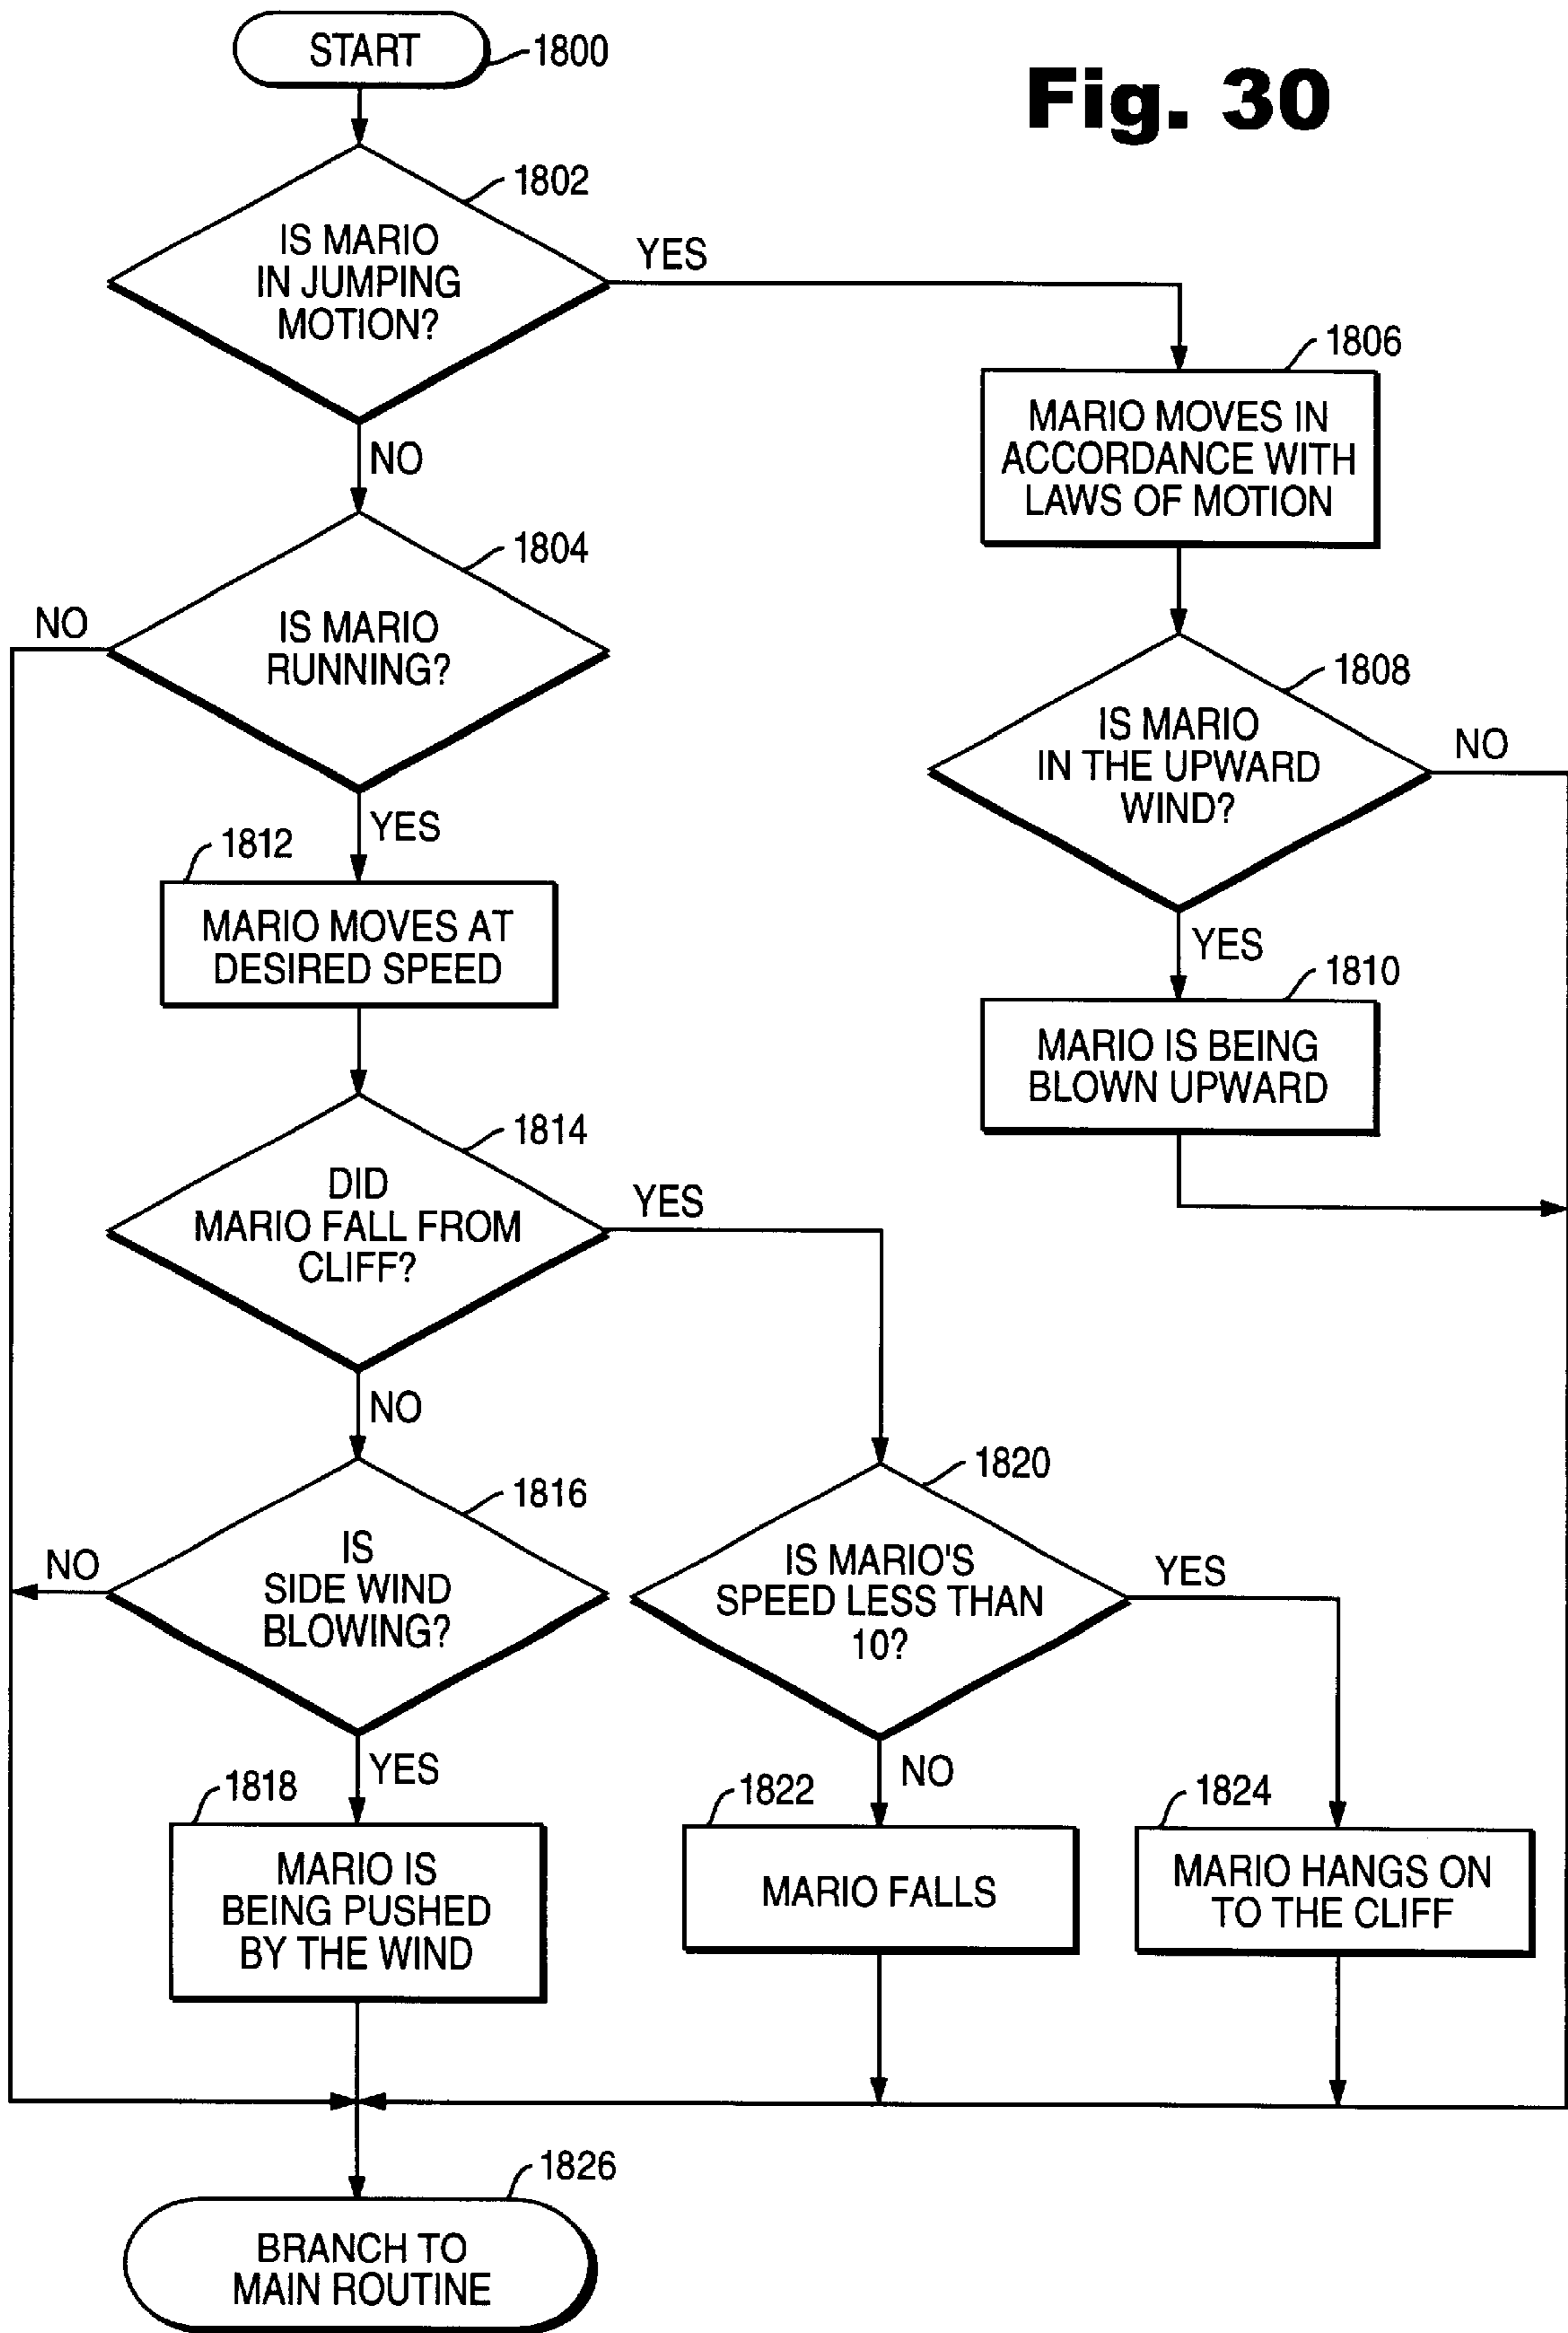 START
1800
Fig. 30
1802
IS MARIO
IN JUMPING
MOTION?
YES
NO
1806
MARIO MOVES IN
ACCORDANCE WITH
LAWS OF MOTION
1804
IS MARIO
RUNNING?
NO
YES
1808
IS MARIO
IN THE UPWARD
WIND?
NO
YES
1812
MARIO MOVES AT
DESIRED SPEED
1810
MARIO IS BEING
BLOWN UPWARD
1814
DID
MARIO FALL FROM
CLIFF?
YES
NO
1816
IS
SIDE WIND
BLOWING?
NO
YES
1820
IS MARIO'S
SPEED LESS THAN
10?
YES
NO
1818
MARIO IS
BEING PUSHED
BY THE WIND
1822
MARIO FALLS
1824
MARIO HANGS ON
TO THE CLIFF
1826
BRANCH TO
MAIN ROUTINE